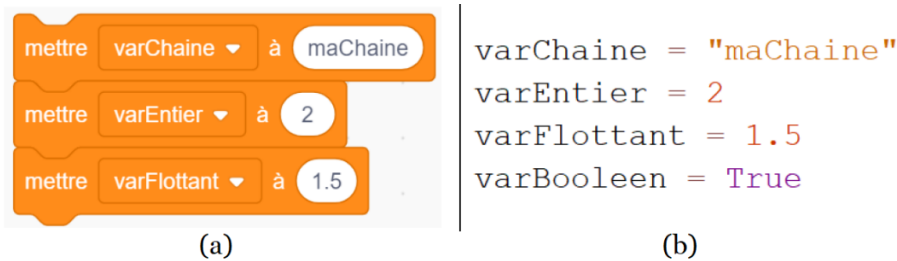 mettre varChaine à maChaine
mettre varEntier à 2
mettre varFlottant à 1.5
(a)
varChaine = "maChaine"
varEntier = 2
varFlottant = 1.5
varBooleen = True
(b)